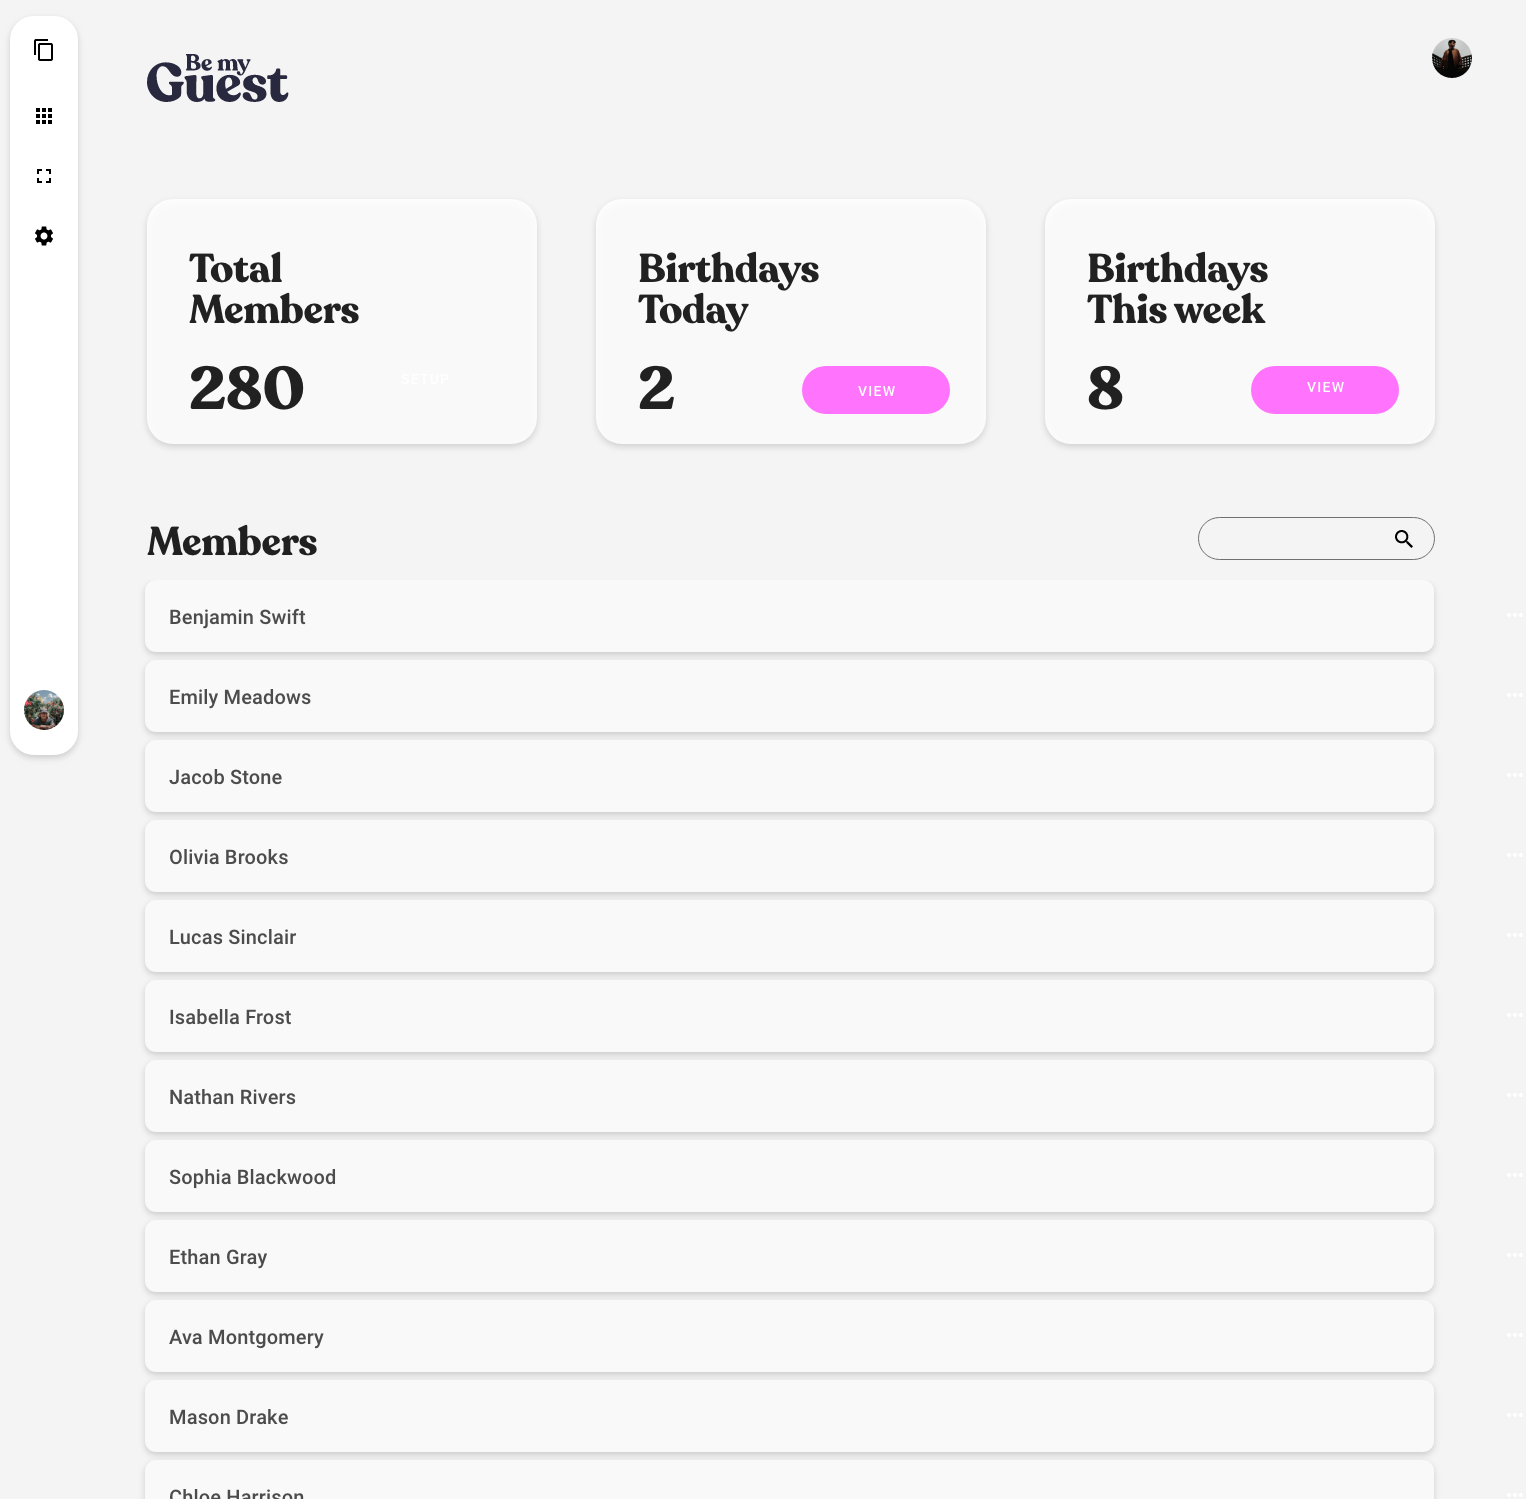 Be my
Guest
Total
Members
280
SETUP
Birthdays
Today
2
VIEW
Birthdays
This week
8
VIEW
Members
Benjamin Swift
Emily Meadows
Jacob Stone
Olivia Brooks
Lucas Sinclair
Isabella Frost
Nathan Rivers
Sophia Blackwood
Ethan Gray
Ava Montgomery
Mason Drake
Chloe Harrison